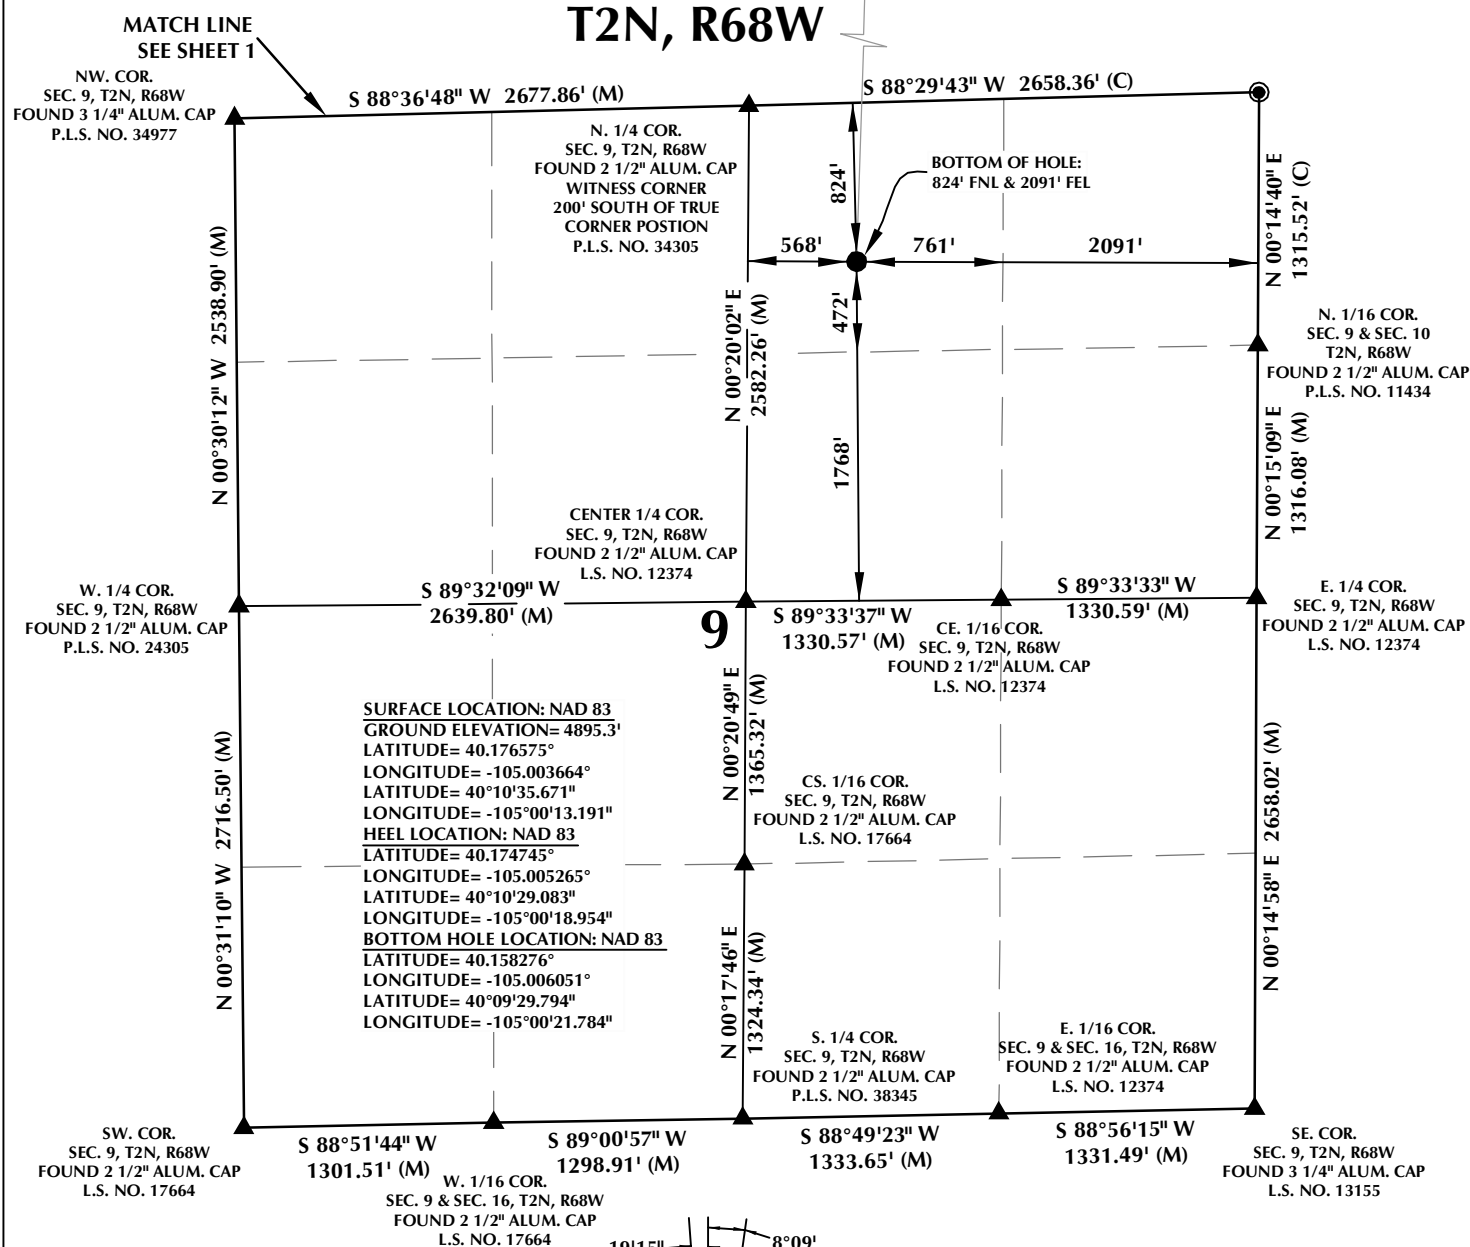 T2N, R68W
MATCH LINE
SEE SHEET 1
NW. COR.
SEC. 9, T2N, R68W
FOUND 3 1/4" ALUM. CAP
P.L.S. NO. 34977
S 88°36'48" W 2677.86' (M)
S 88°29'43" W 2658.36' (C)
N. 1/4 COR.
SEC. 9, T2N, R68W
FOUND 2 1/2" ALUM. CAP
WITNESS CORNER
200' SOUTH OF TRUE
CORNER POSTION
P.L.S. NO. 34305
824'
BOTTOM OF HOLE:
824' FNL & 2091' FEL
568'
761'
2091'
472'
1768'
N 00°14'40" E
1315.52' (C)
N 00°30'12" W 2538.90' (M)
N 00°20'02" E
2582.26' (M)
N. 1/16 COR.
SEC. 9 & SEC. 10
T2N, R68W
FOUND 2 1/2" ALUM. CAP
P.L.S. NO. 11434
N 00°15'09" E
1316.08' (M)
CENTER 1/4 COR.
SEC. 9, T2N, R68W
FOUND 2 1/2" ALUM. CAP
L.S. NO. 12374
W. 1/4 COR.
SEC. 9, T2N, R68W
FOUND 2 1/2" ALUM. CAP
P.L.S. NO. 24305
S 89°32'09" W
2639.80' (M)
9
S 89°33'37" W
1330.57' (M)
S 89°33'33" W
1330.59' (M)
CE. 1/16 COR.
SEC. 9, T2N, R68W
FOUND 2 1/2" ALUM. CAP
L.S. NO. 12374
E. 1/4 COR.
SEC. 9, T2N, R68W
FOUND 2 1/2" ALUM. CAP
L.S. NO. 12374
SURFACE LOCATION: NAD 83
GROUND ELEVATION= 4895.3'
LATITUDE= 40.176575°
LONGITUDE= -105.003664°
LATITUDE= 40°10'35.671"
LONGITUDE= -105°00'13.191"
HEEL LOCATION: NAD 83
LATITUDE= 40.174745°
LONGITUDE= -105.005265°
LATITUDE= 40°10'29.083"
LONGITUDE= -105°00'18.954"
BOTTOM HOLE LOCATION: NAD 83
LATITUDE= 40.158276°
LONGITUDE= -105.006051°
LATITUDE= 40°09'29.794"
LONGITUDE= -105°00'21.784"
N 00°31'10" W 2716.50' (M)
N 00°20'49" E
1365.32' (M)
CS. 1/16 COR.
SEC. 9, T2N, R68W
FOUND 2 1/2" ALUM. CAP
L.S. NO. 17664
N 00°14'58" E 2658.02' (M)
N 00°17'46" E
1324.34' (M)
S. 1/4 COR.
SEC. 9, T2N, R68W
FOUND 2 1/2" ALUM. CAP
P.L.S. NO. 38345
E. 1/16 COR.
SEC. 9 & SEC. 16, T2N, R68W
FOUND 2 1/2" ALUM. CAP
L.S. NO. 12374
SW. COR.
SEC. 9, T2N, R68W
FOUND 2 1/2" ALUM. CAP
L.S. NO. 17664
S 88°51'44" W
1301.51' (M)
S 89°00'57" W
1298.91' (M)
S 88°49'23" W
1333.65' (M)
S 88°56'15" W
1331.49' (M)
SE. COR.
SEC. 9, T2N, R68W
FOUND 3 1/4" ALUM. CAP
L.S. NO. 13155
W. 1/16 COR.
SEC. 9 & SEC. 16, T2N, R68W
FOUND 2 1/2" ALUM. CAP
L.S. NO. 17664
8°09'